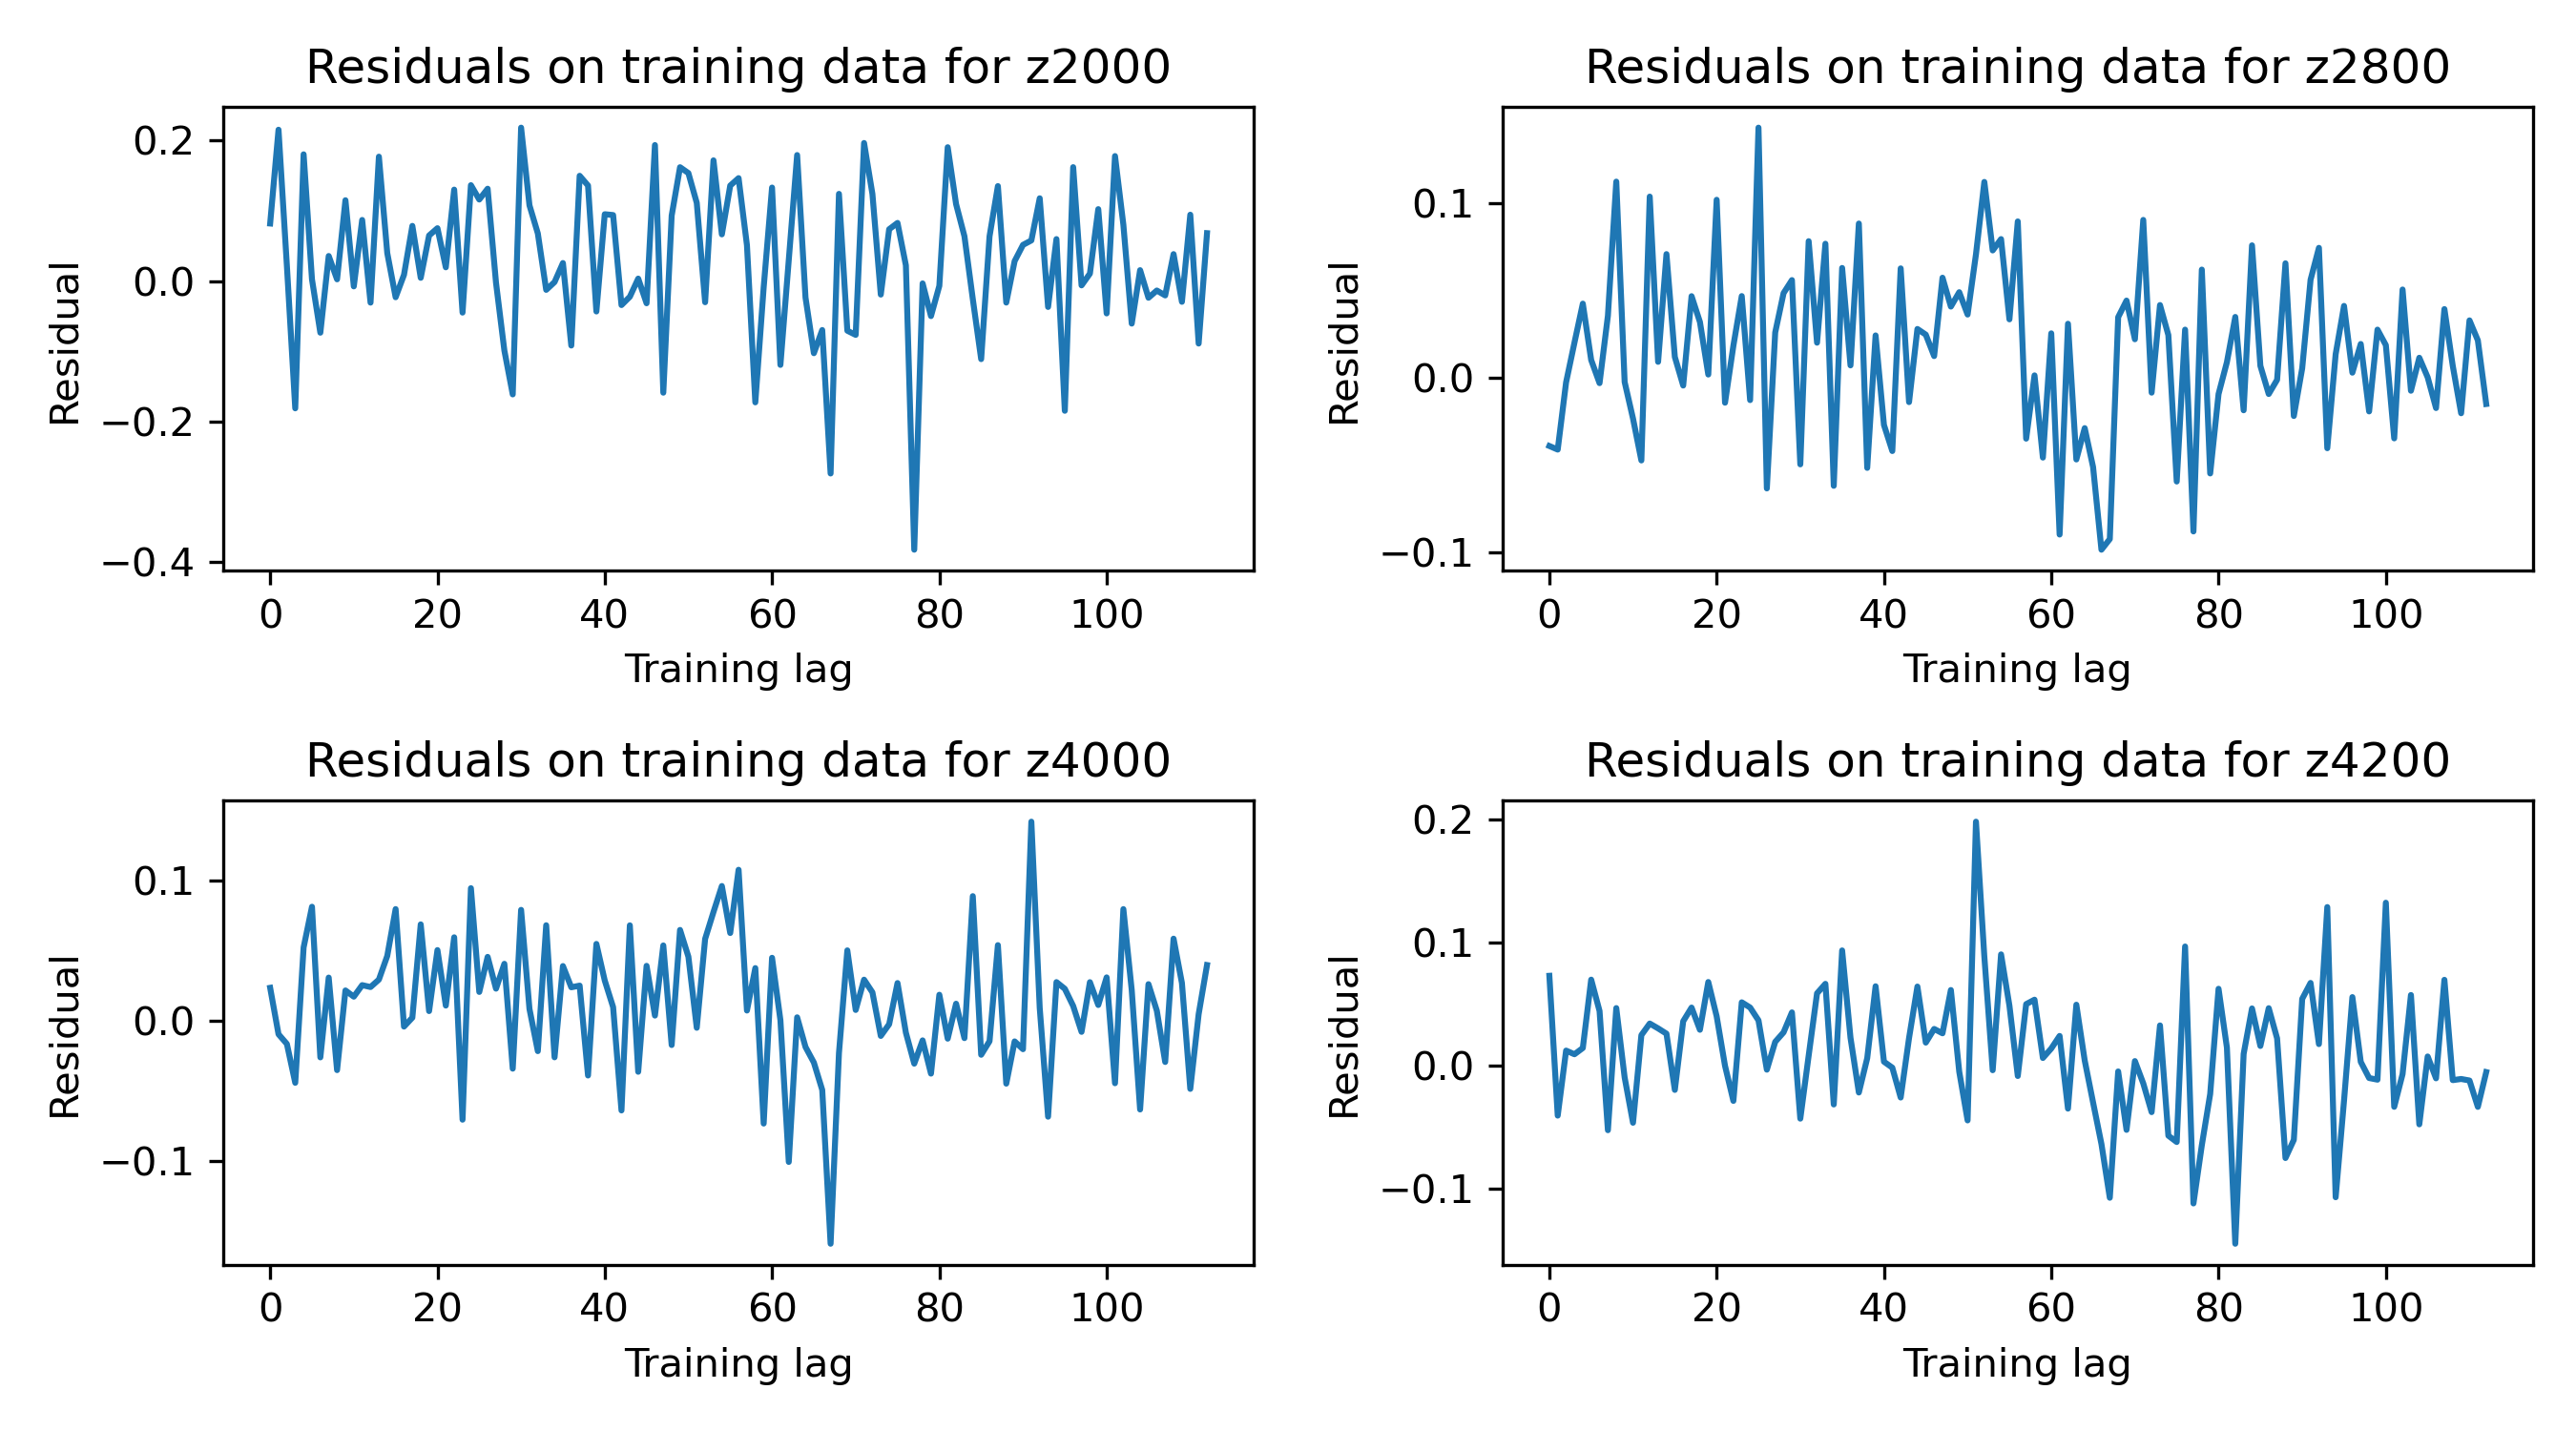 Residuals on training data for z2000
0.2
0.0
−0.2
−0.4
Residual
0 20 40 60 80 100
Training lag
Residuals on training data for z2800
0.1
0.0
−0.1
Residual
0 20 40 60 80 100
Training lag
Residuals on training data for z4000
0.1
0.0
−0.1
Residual
0 20 40 60 80 100
Training lag
Residuals on training data for z4200
0.2
0.1
0.0
−0.1
Residual
0 20 40 60 80 100
Training lag